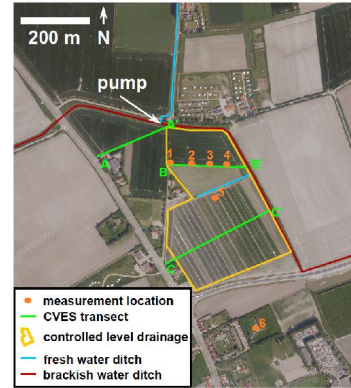 200 m
N
pump
A'
A
1 2 3 4
B B'
5
C'
C
6
measurement location
CVES transect
controlled level drainage
fresh water ditch
brackish water ditch